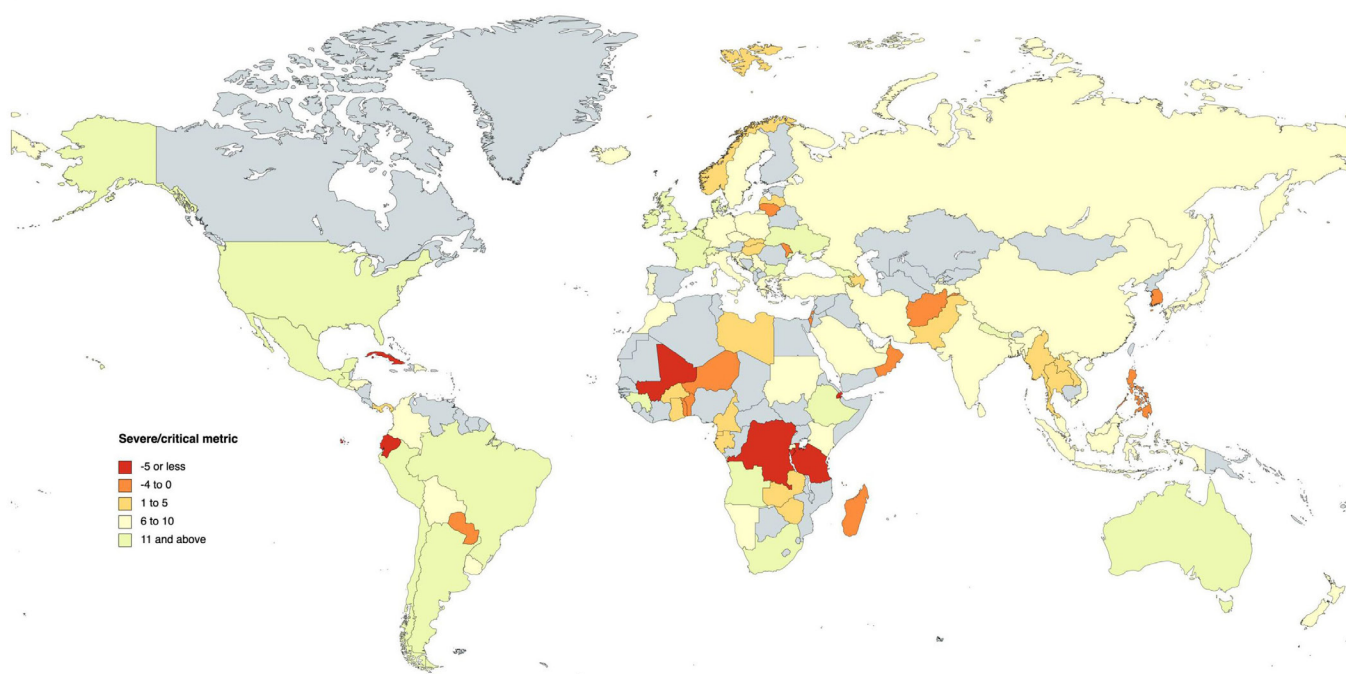 Severe/critical metric
-5 or less
-4 to 0
1 to 5
6 to 10
11 and above